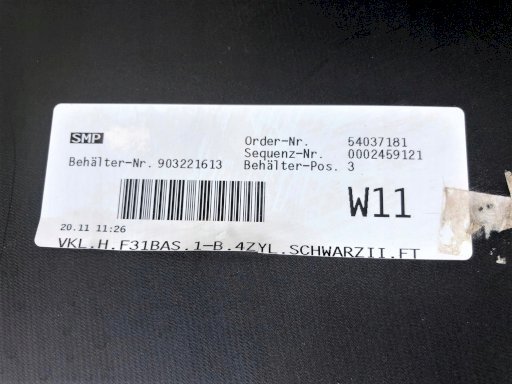 SMP
Order-Nr. 54037181
Sequenz-Nr. 0002459121
Behälter-Nr. 903221613 Behälter-Pos. 3
W11
20.11 11:26
VKL.H.F31BAS.1-B.4ZYL.SCHWARZII.FT